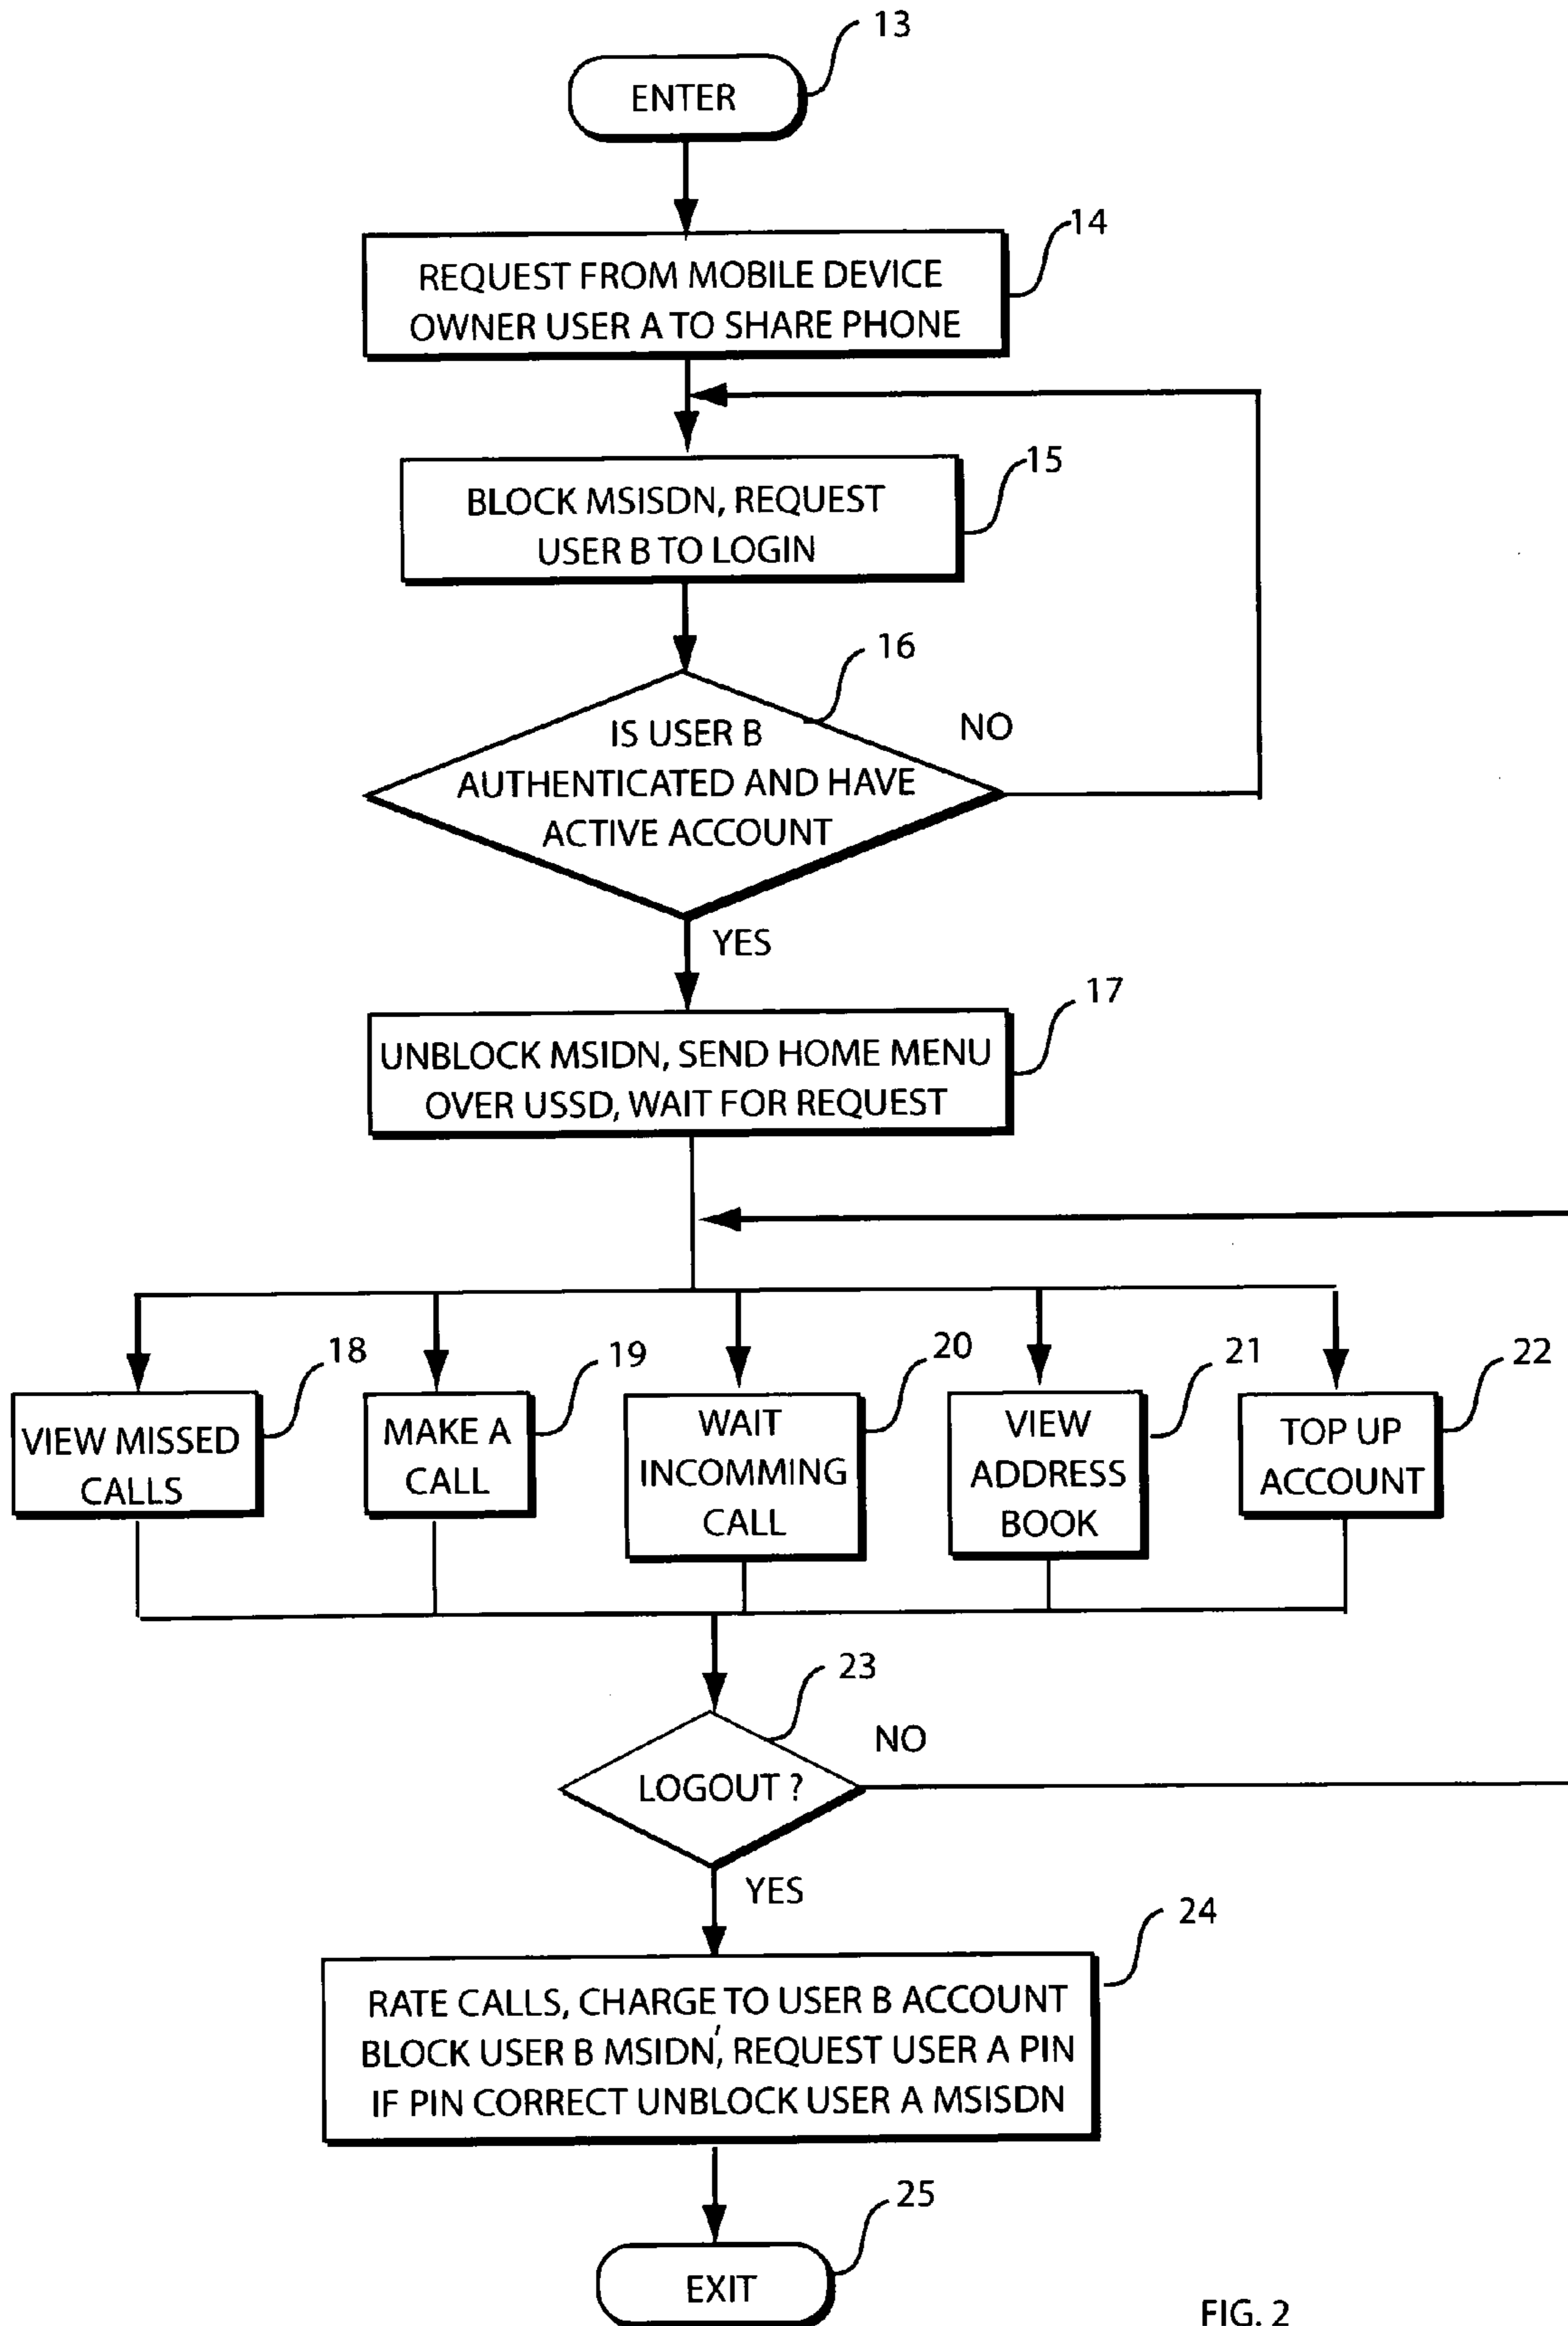 13
ENTER
14
REQUEST FROM MOBILE DEVICE
OWNER USER A TO SHARE PHONE
15
BLOCK MSISDN, REQUEST
USER B TO LOGIN
16
IS USER B
AUTHENTICATED AND HAVE
ACTIVE ACCOUNT
NO
YES
17
UNBLOCK MSIDN, SEND HOME MENU
OVER USSD, WAIT FOR REQUEST
18
VIEW MISSED
CALLS
19
MAKE A
CALL
20
WAIT
INCOMMING
CALL
21
VIEW
ADDRESS
BOOK
22
TOP UP
ACCOUNT
23
LOGOUT ?
NO
YES
24
RATE CALLS, CHARGE TO USER B ACCOUNT
BLOCK USER B MSIDN', REQUEST USER A PIN
IF PIN CORRECT UNBLOCK USER A MSISDN
25
EXIT
FIG. 2